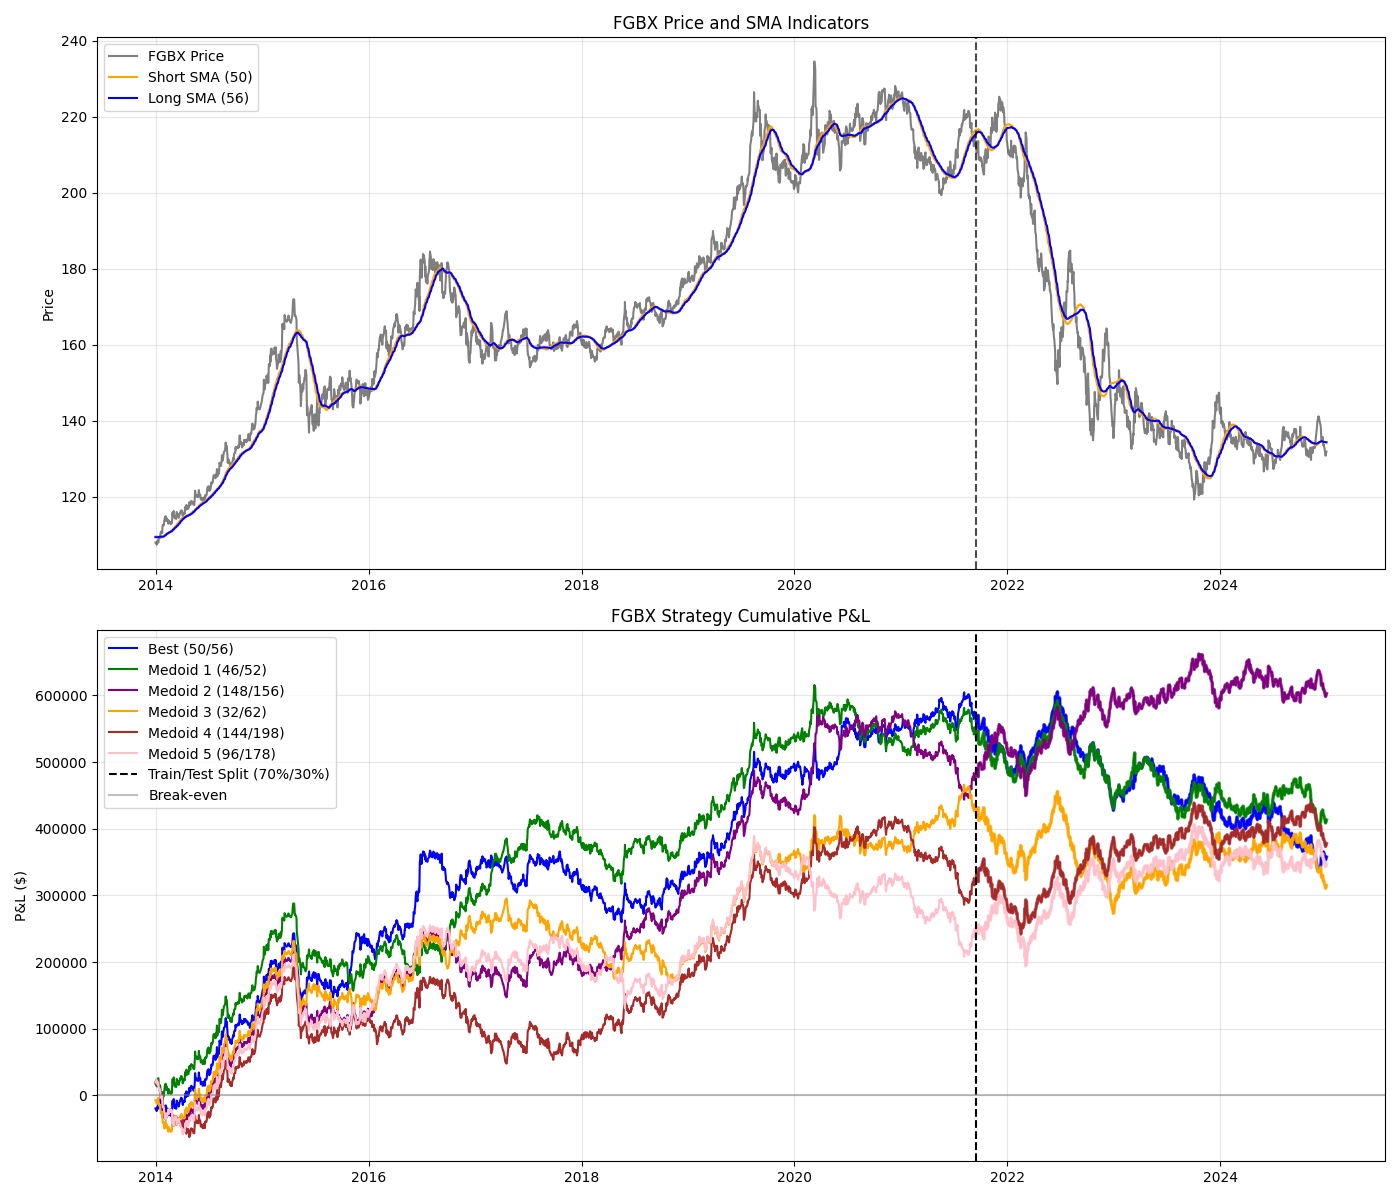 FGBX Price and SMA Indicators
FGBX Price
Short SMA (50)
Long SMA (56)
Price
240
220
200
180
160
140
120
2014
2016
2018
2020
2022
2024
FGBX Strategy Cumulative P&L
Best (50/56)
Medoid 1 (46/52)
Medoid 2 (148/156)
Medoid 3 (32/62)
Medoid 4 (144/198)
Medoid 5 (96/178)
Train/Test Split (70%/30%)
Break-even
P&L ($)
600000
500000
400000
300000
200000
100000
0
2014
2016
2018
2020
2022
2024